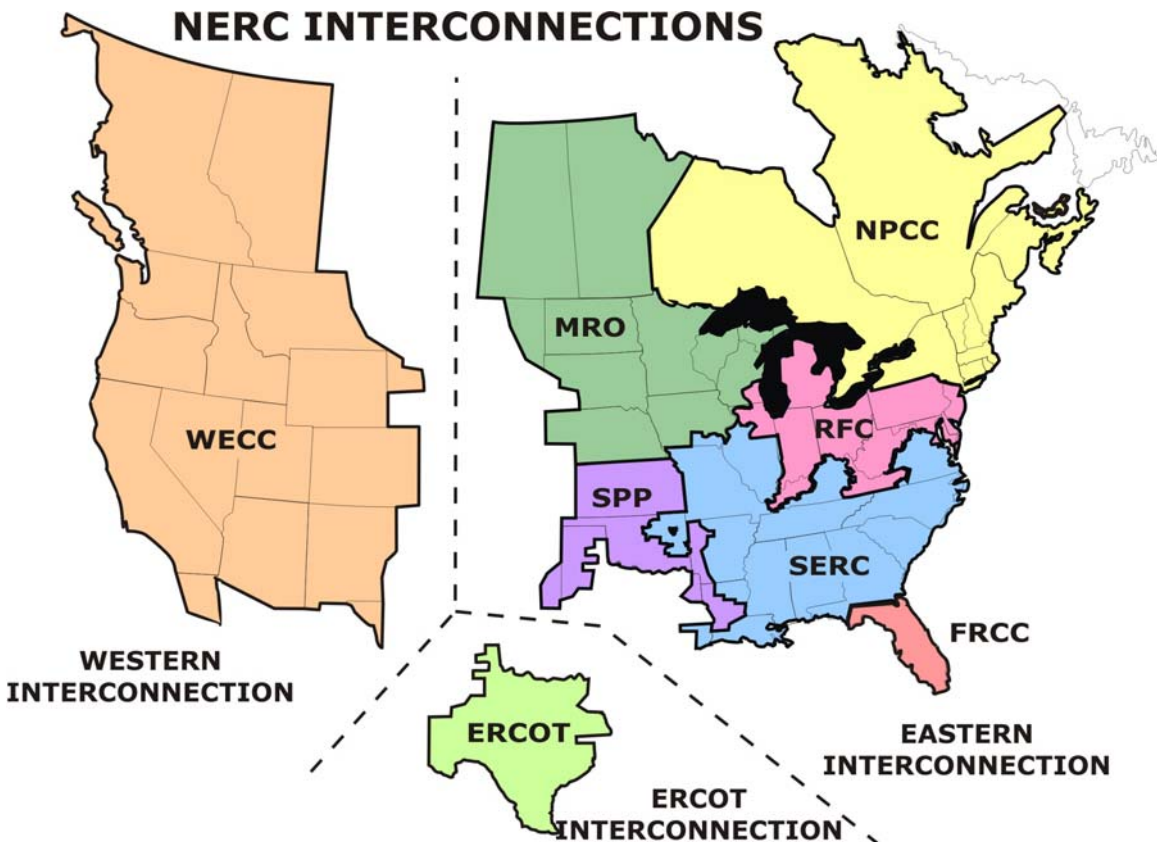 NERC INTERCONNECTIONS
NPCC
MRO
RFC
WECC
SPP
SERC
FRCC
WESTERN
INTERCONNECTION
ERCOT
EASTERN
INTERCONNECTION
ERCOT
INTERCONNECTION